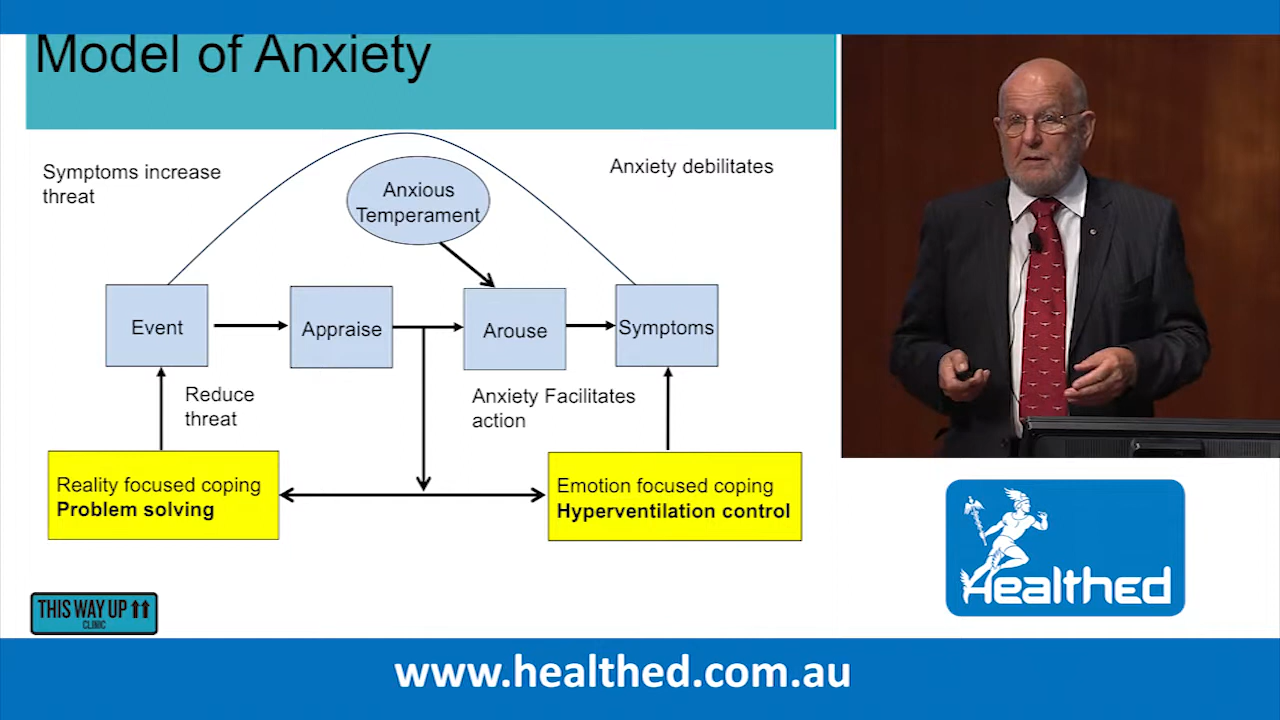 Model of Anxiety
Symptoms increase
threat
Anxious
Temperament
Anxiety debilitates
Event
Appraise
Arouse
Symptoms
Reduce
threat
Anxiety Facilitates
action
Reality focused coping
Problem solving
Emotion focused coping
Hyperventilation control
THIS WAY UP
CLINIC
Healthed
www.healthed.com.au